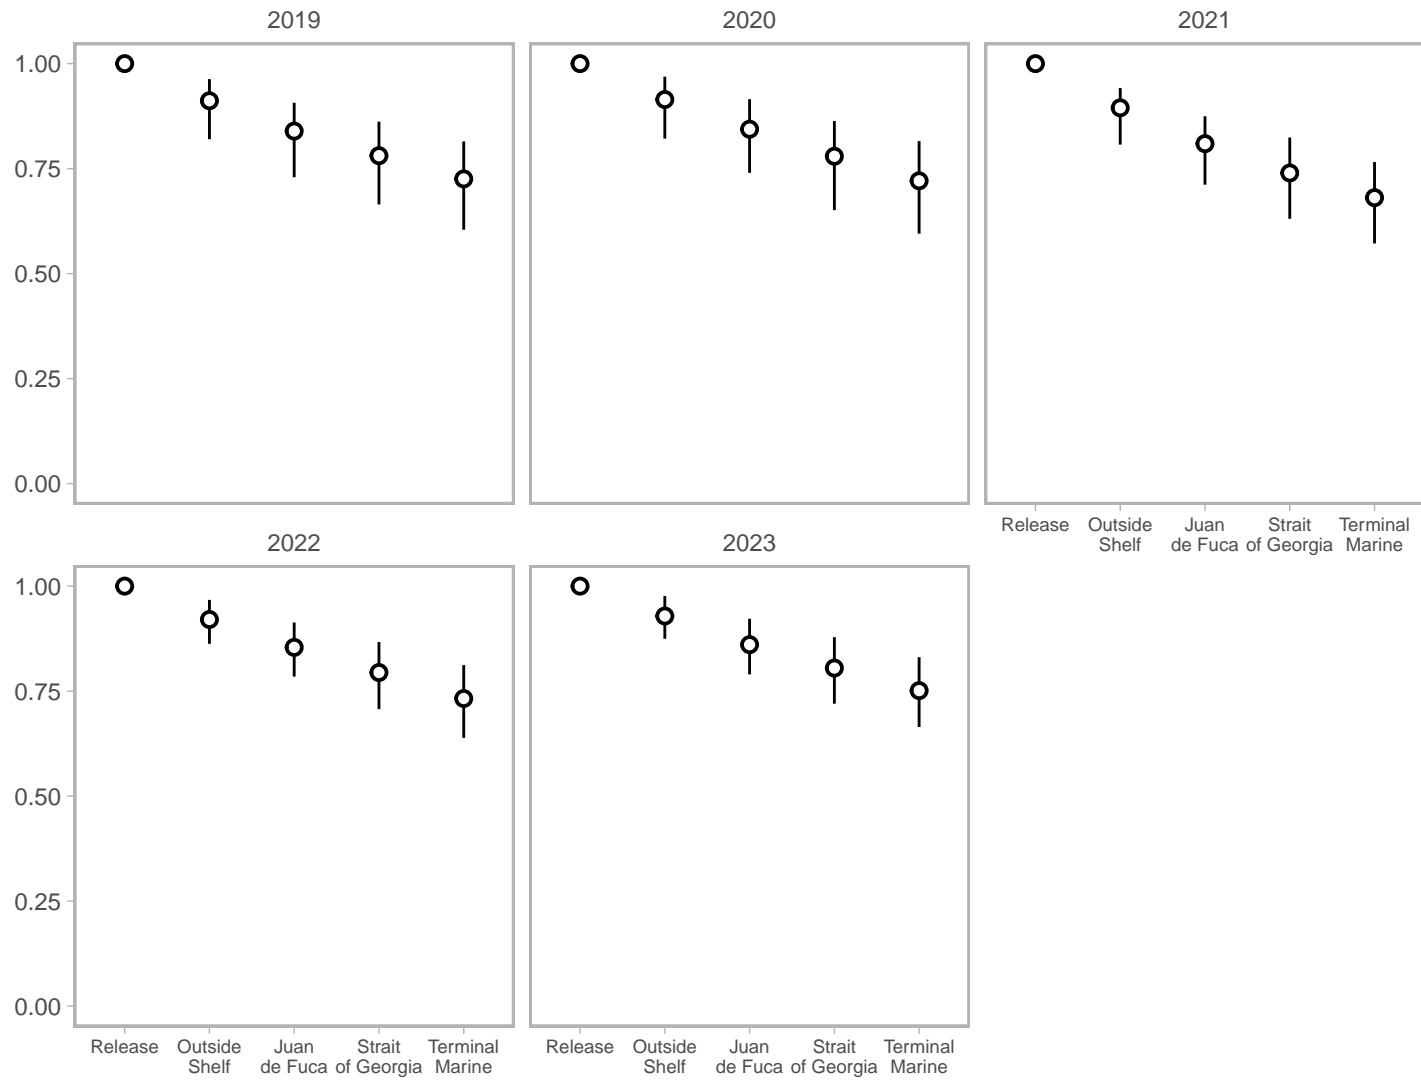 2019
2020
2021
1.00
0.75
0.50
0.25
0.00
Release
Outside
Shelf
Juan
de Fuca
Strait
of Georgia
Terminal
Marine
2022
2023
1.00
0.75
0.50
0.25
0.00
Release
Outside
Shelf
Juan
de Fuca
Strait
of Georgia
Terminal
Marine
Release
Outside
Shelf
Juan
de Fuca
Strait
of Georgia
Terminal
Marine